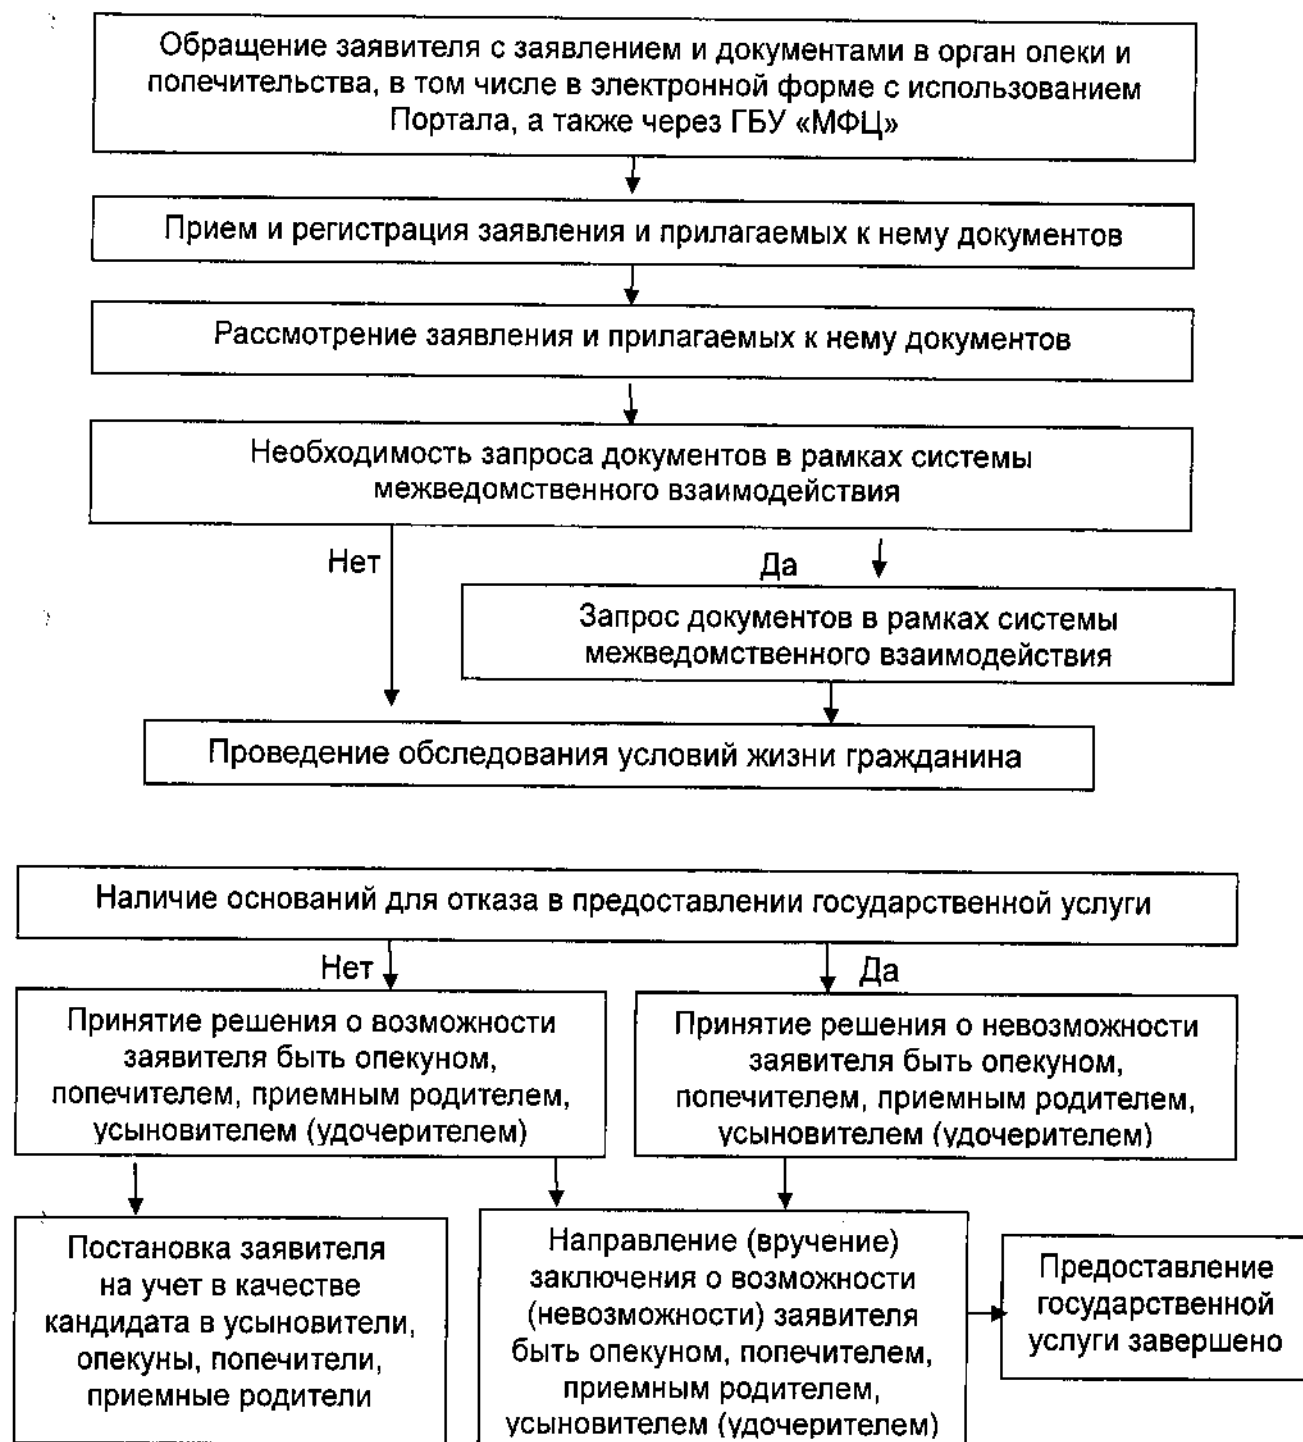 Обращение заявителя с заявлением и документами в орган опеки и
попечительства, в том числе в электронной форме с использованием
Портала, а также через ГБУ «МФЦ»
Прием и регистрация заявления и прилагаемых к нему документов
Рассмотрение заявления и прилагаемых к нему документов
Необходимость запроса документов в рамках системы
межведомственного взаимодействия
Нет
Да
Запрос документов в рамках системы
межведомственного взаимодействия
Проведение обследования условий жизни гражданина
Наличие оснований для отказа в предоставлении государственной услуги
Нет
Да
Принятие решения о возможности
заявителя быть опекуном,
попечителем, приемным родителем,
усыновителем (удочерителем)
Принятие решения о невозможности
заявителя быть опекуном,
попечителем, приемным родителем,
усыновителем (удочерителем)
Постановка заявителя
на учет в качестве
кандидата в усыновители,
опекуны, попечители,
приемные родители
Направление (вручение)
заключения о возможности
(невозможности) заявителя
быть опекуном, попечителем,
приемным родителем,
усыновителем (удочерителем)
Предоставление
государственной
услуги завершено